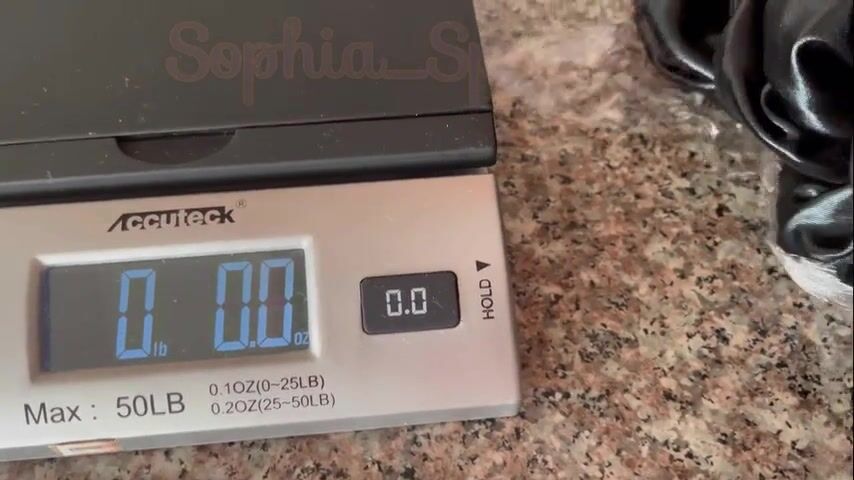 Sophia_Sp
Accuteck®
0 lb 0.0 oz
0.0
HOLD
Max : 50LB
0.1OZ(0~25LB)
0.2OZ(25~50LB)